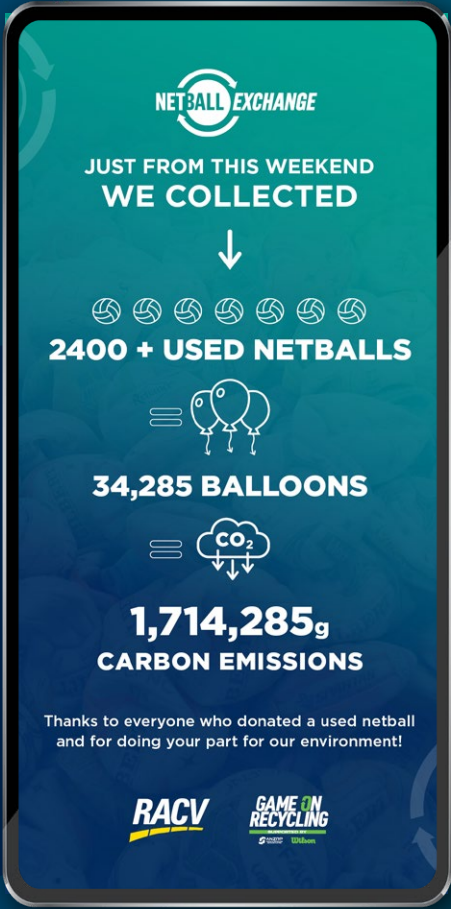 NETBALL EXCHANGE
JUST FROM THIS WEEKEND
WE COLLECTED
2400 + USED NETBALLS
34,285 BALLOONS
CO2
1,714,285g
CARBON EMISSIONS
Thanks to everyone who donated a used netball
and for doing your part for our environment!
RACV
GAME ON
RECYCLING
SUPPORTED BY
Wilson